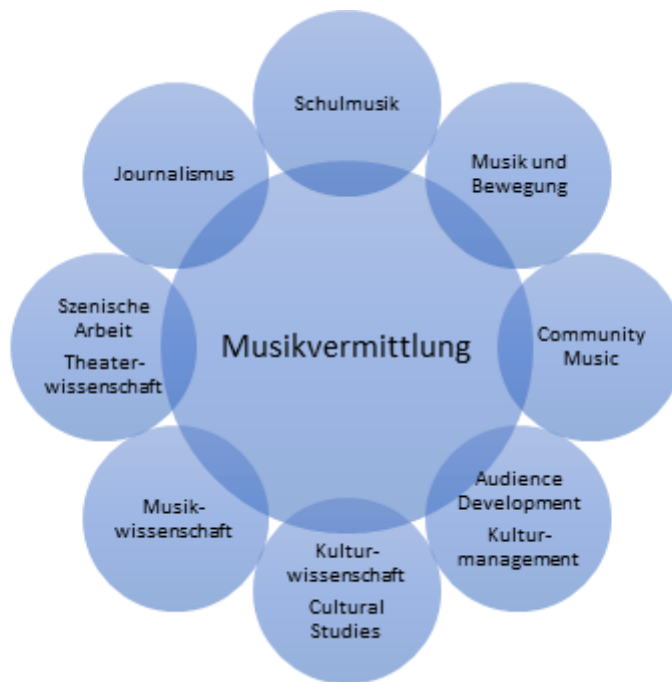 Schulmusik
Musik und
Bewegung
Community
Music
Audience
Development
Kultur-
management
Kultur-
wissenschaft
Cultural
Studies
Musik-
wissenschaft
Szenische
Arbeit
Theater-
wissenschaft
Journalismus
Musikvermittlung